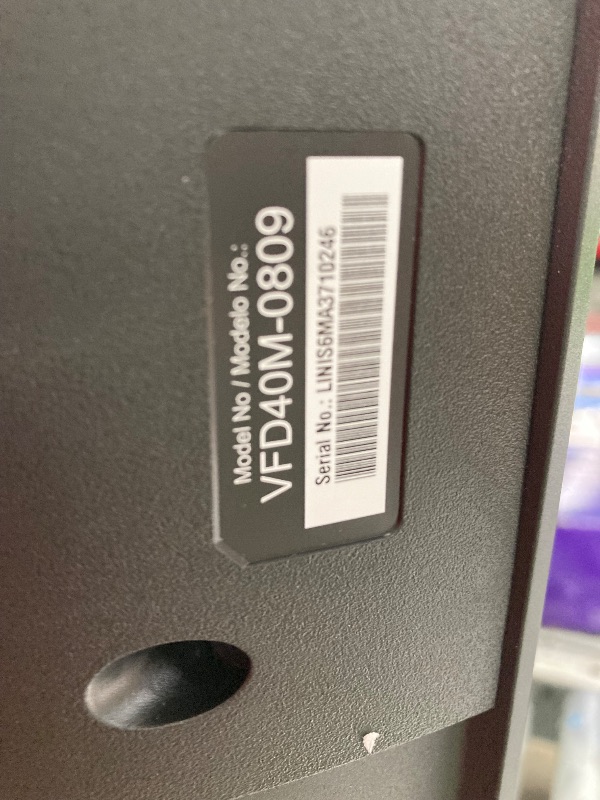 Model No / Modelo No.:
VFD40M-0809
Serial No.: LINIS6MA3710246